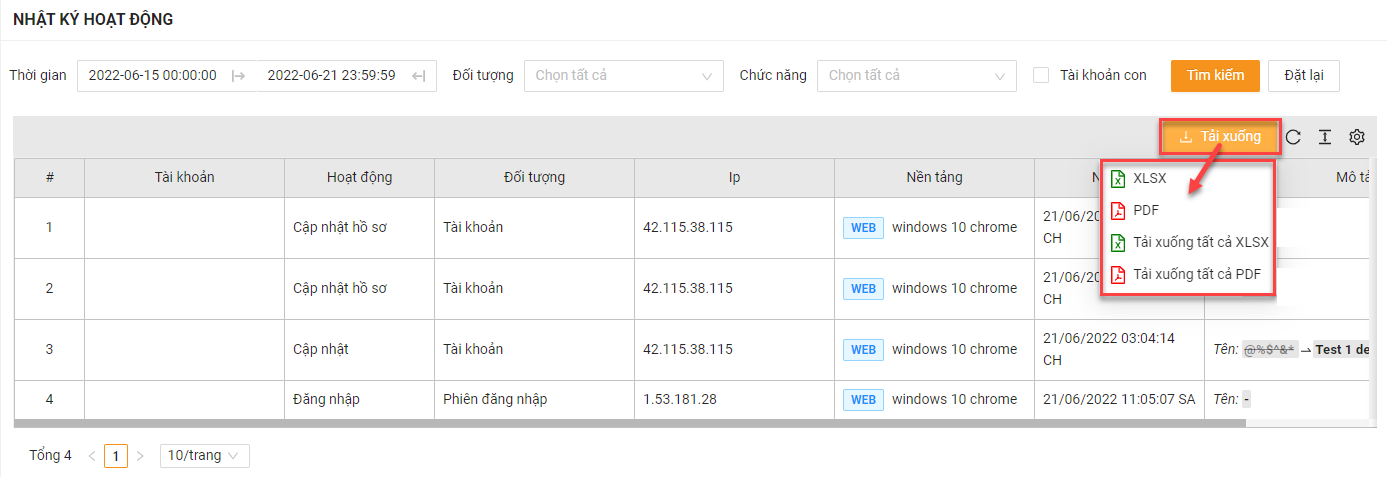 NHẬT KÝ HOẠT ĐỘNG
Thời gian 2022-06-15 00:00:00 2022-06-21 23:59:59 Đối tượng Chọn tất cả Chức năng Chọn tất cả Tài khoản con Tìm kiếm Đặt lại
Tải xuống
# Tài khoản Hoạt động Đối tượng Ip Nền tảng N Mô tả
XLSX
PDF
Tải xuống tất cả XLSX
Tải xuống tất cả PDF
1 Cập nhật hồ sơ Tài khoản 42.115.38.115 WEB windows 10 chrome 21/06/20
CH
2 Cập nhật hồ sơ Tài khoản 42.115.38.115 WEB windows 10 chrome 21/06/20
CH
3 Cập nhật Tài khoản 42.115.38.115 WEB windows 10 chrome 21/06/2022 03:04:14
CH
Tên: @%$^&* ⇀ Test 1 de
4 Đăng nhập Phiên đăng nhập 1.53.181.28 WEB windows 10 chrome 21/06/2022 11:05:07 SA Tên: -
Tổng 4 < 1 > 10/trang